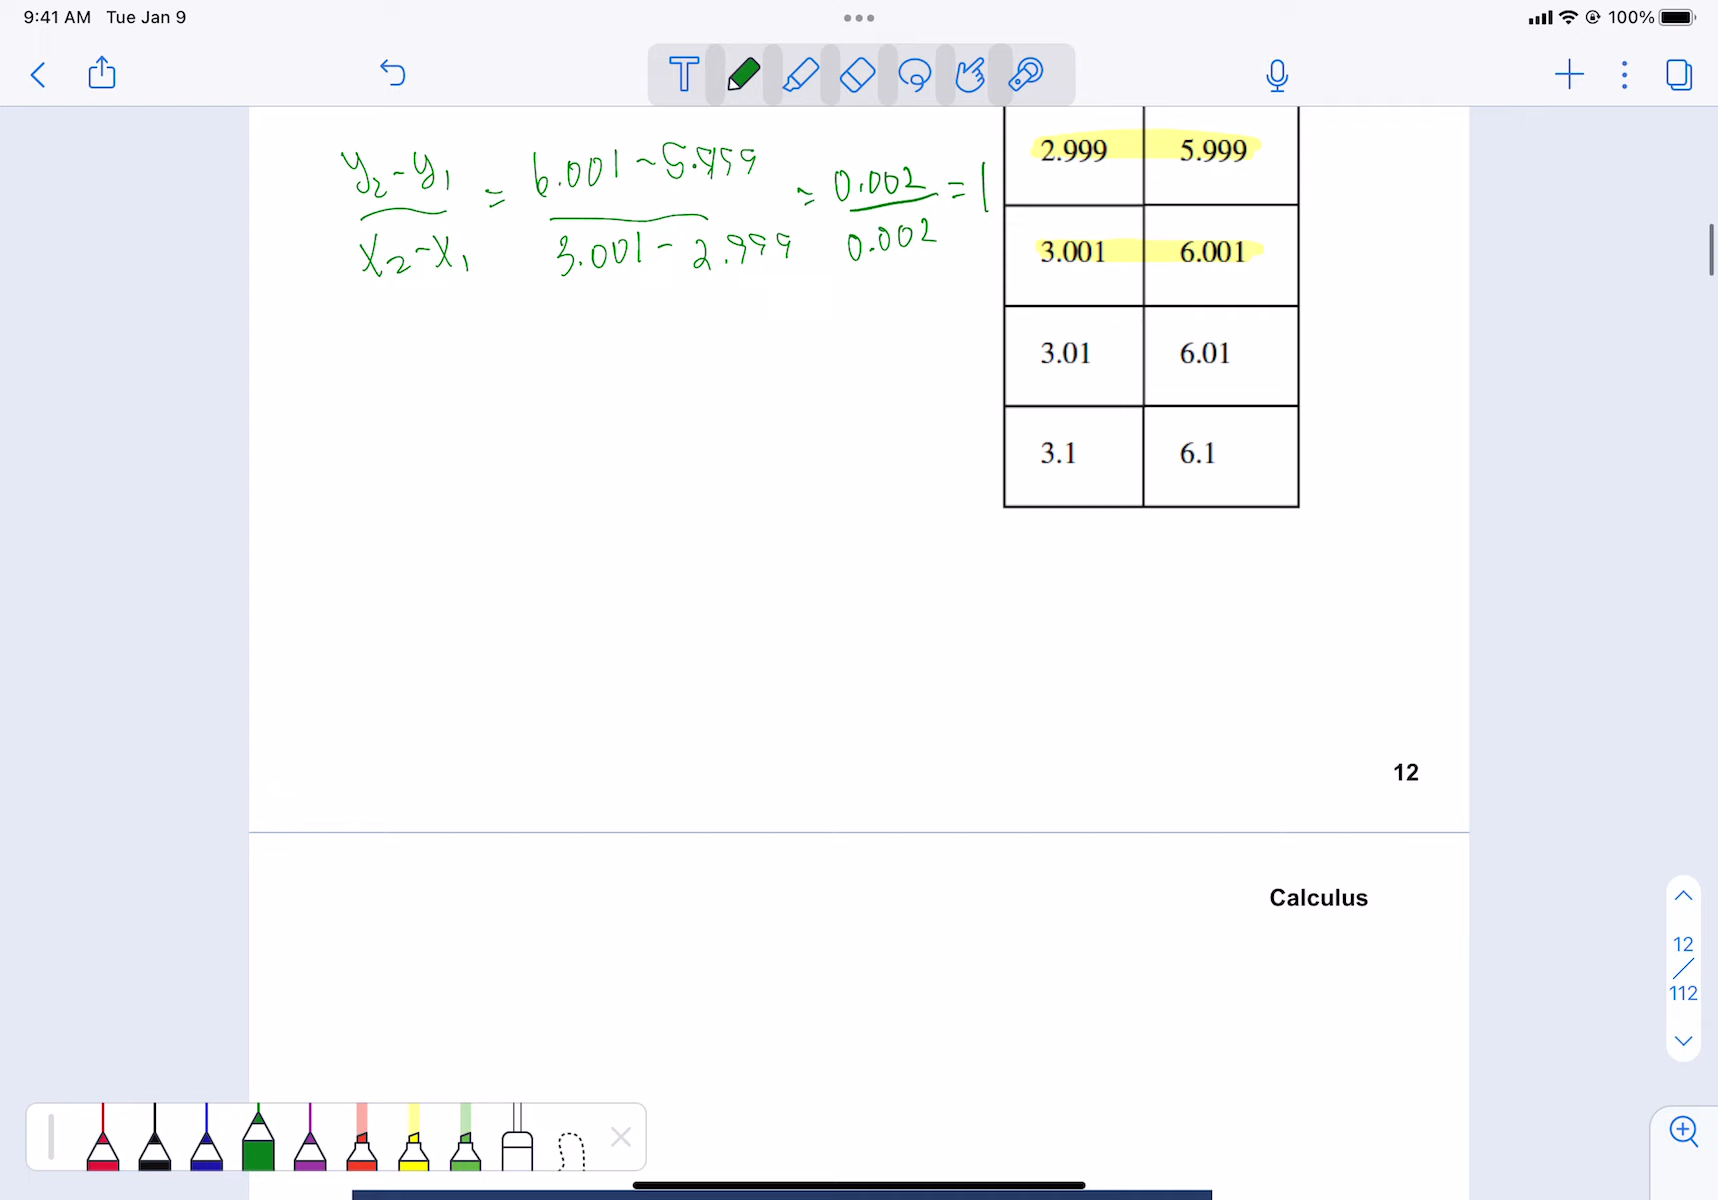 9:41 AM Tue Jan 9
100%
y₂-y₁ / x₂-x₁ = 6.001-5.999 / 3.001-2.999 = 0.002 / 0.002 = 1
2.999 5.999
3.001 6.001
3.01 6.01
3.1 6.1
12
Calculus
12
112